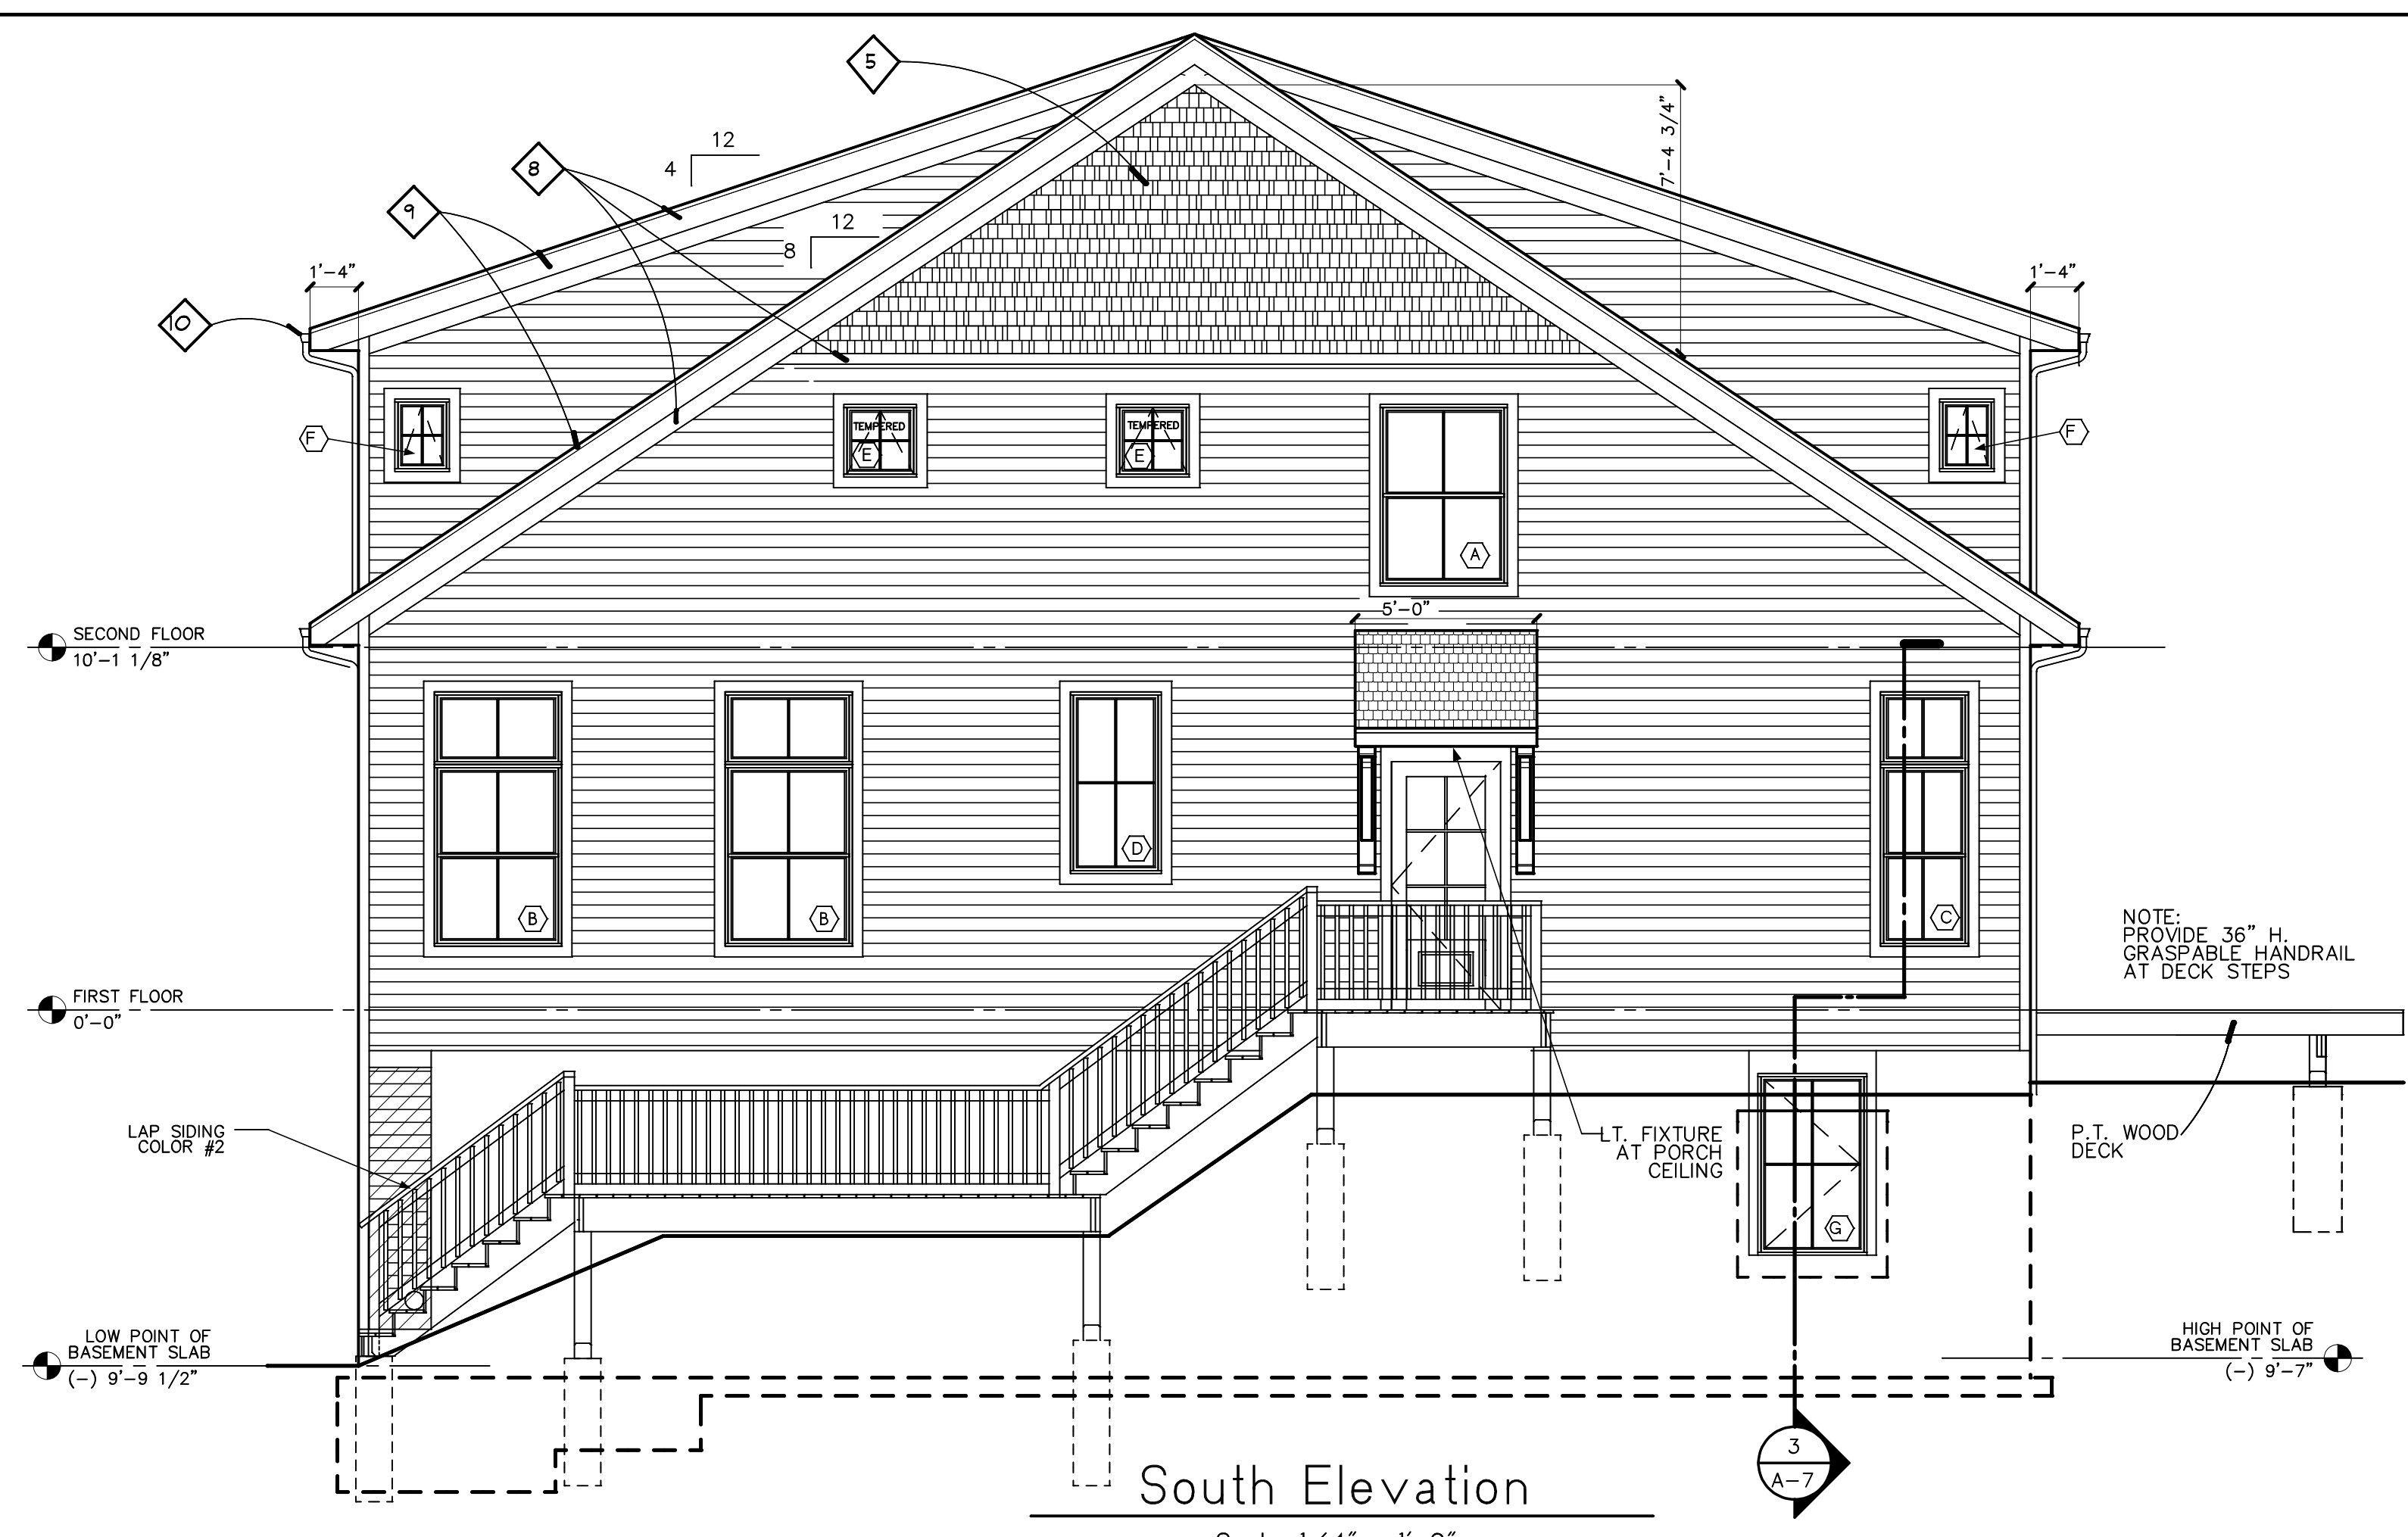 5
12
4
8
7'-4 3/4"
9
12
8
1'-4"
1'-4"
10
TEMPERED
TEMPERED
F
E
E
F
A
5'-0"
SECOND FLOOR
10'-1 1/8"
D
B
B
C
NOTE:
PROVIDE 36" H.
GRASPABLE HANDRAIL
AT DECK STEPS
FIRST FLOOR
0'-0"
LAP SIDING
COLOR #2
LT. FIXTURE
AT PORCH
CEILING
P.T. WOOD
DECK
G
LOW POINT OF
BASEMENT SLAB
(-) 9'-9 1/2"
HIGH POINT OF
BASEMENT SLAB
(-) 9'-7"
3
A-7
South Elevation